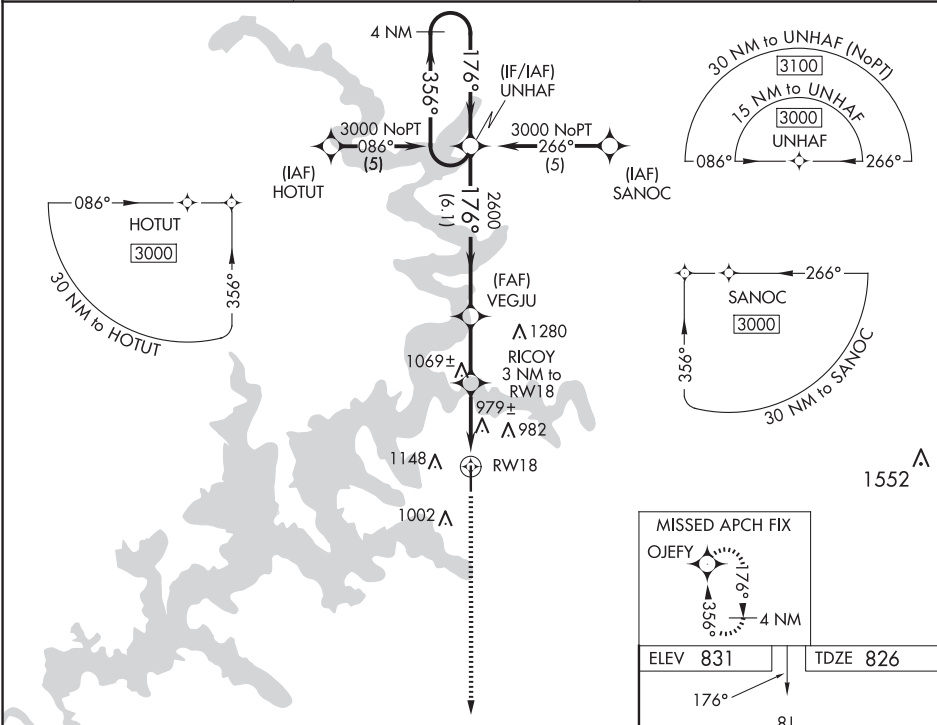 4 NM
356°
176°
(IF/IAF)
UNHAF
3000 NoPT
086°
(5)
(IAF)
HOTUT
3000 NoPT
266°
(5)
(IAF)
SANOC
30 NM to UNHAF (NoPT)
3100
15 NM to UNHAF
3000
UNHAF
086°
266°
086°
HOTUT
3000
356°
30 NM to HOTUT
2600
176°
(6.1)
(FAF)
VEGJU
1280
1069±
RICOY
3 NM to
RW18
979±
982
1148
RW18
1002
266°
SANOC
3000
356°
30 NM to SANOC
1552
MISSED APCH FIX
OJEFY
176°
356°
4 NM
ELEV 831
TDZE 826
176°